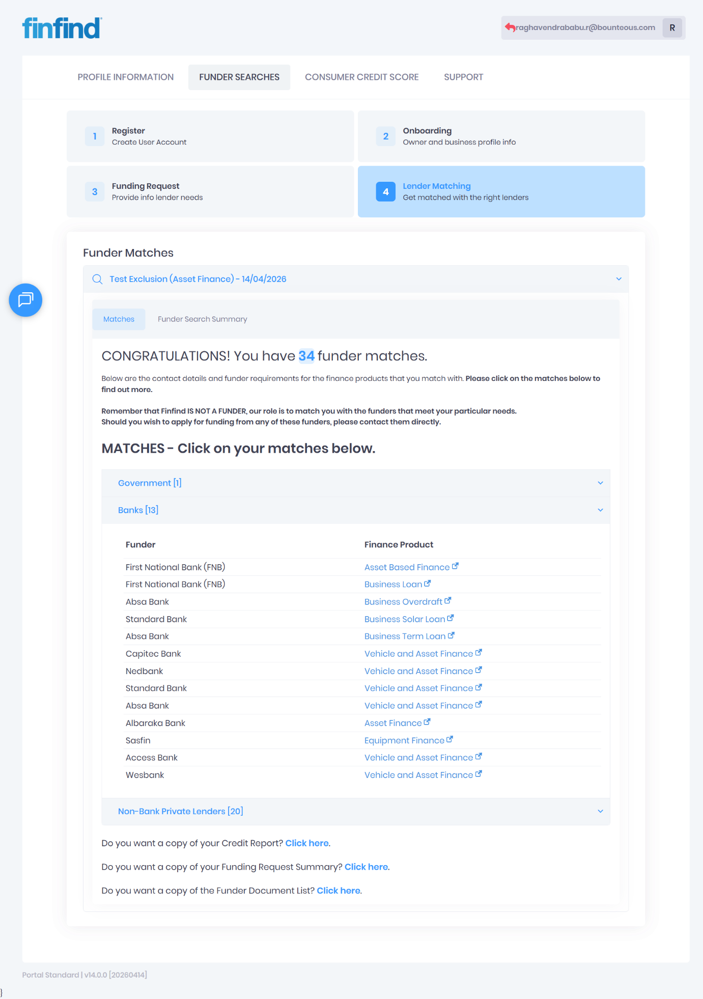 finfind®
raghavendrababu.r@bounteous.com R
PROFILE INFORMATION FUNDER SEARCHES CONSUMER CREDIT SCORE SUPPORT
1 Register
Create User Account
2 Onboarding
Owner and business profile info
3 Funding Request
Provide info lender needs
4 Lender Matching
Get matched with the right lenders
Funder Matches
Test Exclusion (Asset Finance) - 14/04/2026
Matches Funder Search Summary
CONGRATULATIONS! You have 34 funder matches.
Below are the contact details and funder requirements for the finance products that you match with. Please click on the matches below to
find out more.
Remember that Finfind IS NOT A FUNDER, our role is to match you with the funders that meet your particular needs.
Should you wish to apply for funding from any of these funders, please contact them directly.
MATCHES - Click on your matches below.
Government [1]
Banks [13]
Funder Finance Product
First National Bank (FNB) Asset Based Finance
First National Bank (FNB) Business Loan
Absa Bank Business Overdraft
Standard Bank Business Solar Loan
Absa Bank Business Term Loan
Capitec Bank Vehicle and Asset Finance
Nedbank Vehicle and Asset Finance
Standard Bank Vehicle and Asset Finance
Absa Bank Vehicle and Asset Finance
Albaraka Bank Asset Finance
Sasfin Equipment Finance
Access Bank Vehicle and Asset Finance
Wesbank Vehicle and Asset Finance
Non-Bank Private Lenders [20]
Do you want a copy of your Credit Report? Click here.
Do you want a copy of your Funding Request Summary? Click here.
Do you want a copy of the Funder Document List? Click here.
Portal Standard | v14.0.0 [20260414]
}